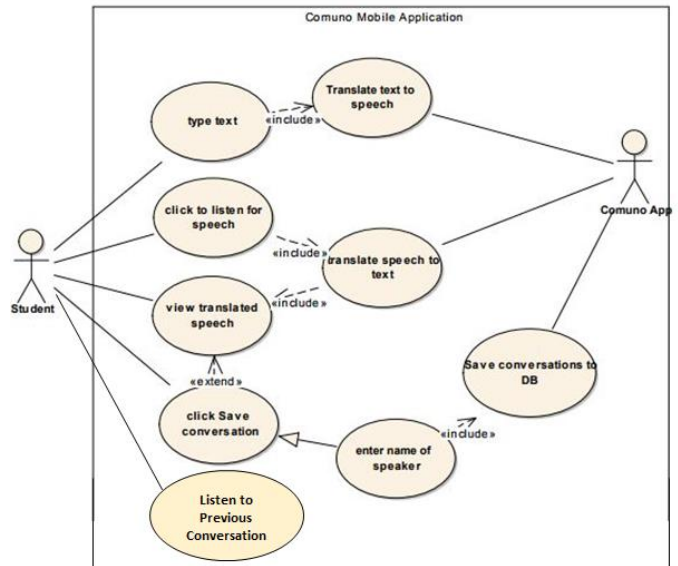 Comuno Mobile Application
Translate text to
speech
type text
«include»
click to listen for
speech
Comuno App
«include»
translate speech to
text
Student
view translated
speech
«include»
«extend»
Save conversations to
DB
click Save
conversation
«include»
enter name of
speaker
Listen to
Previous
Conversation